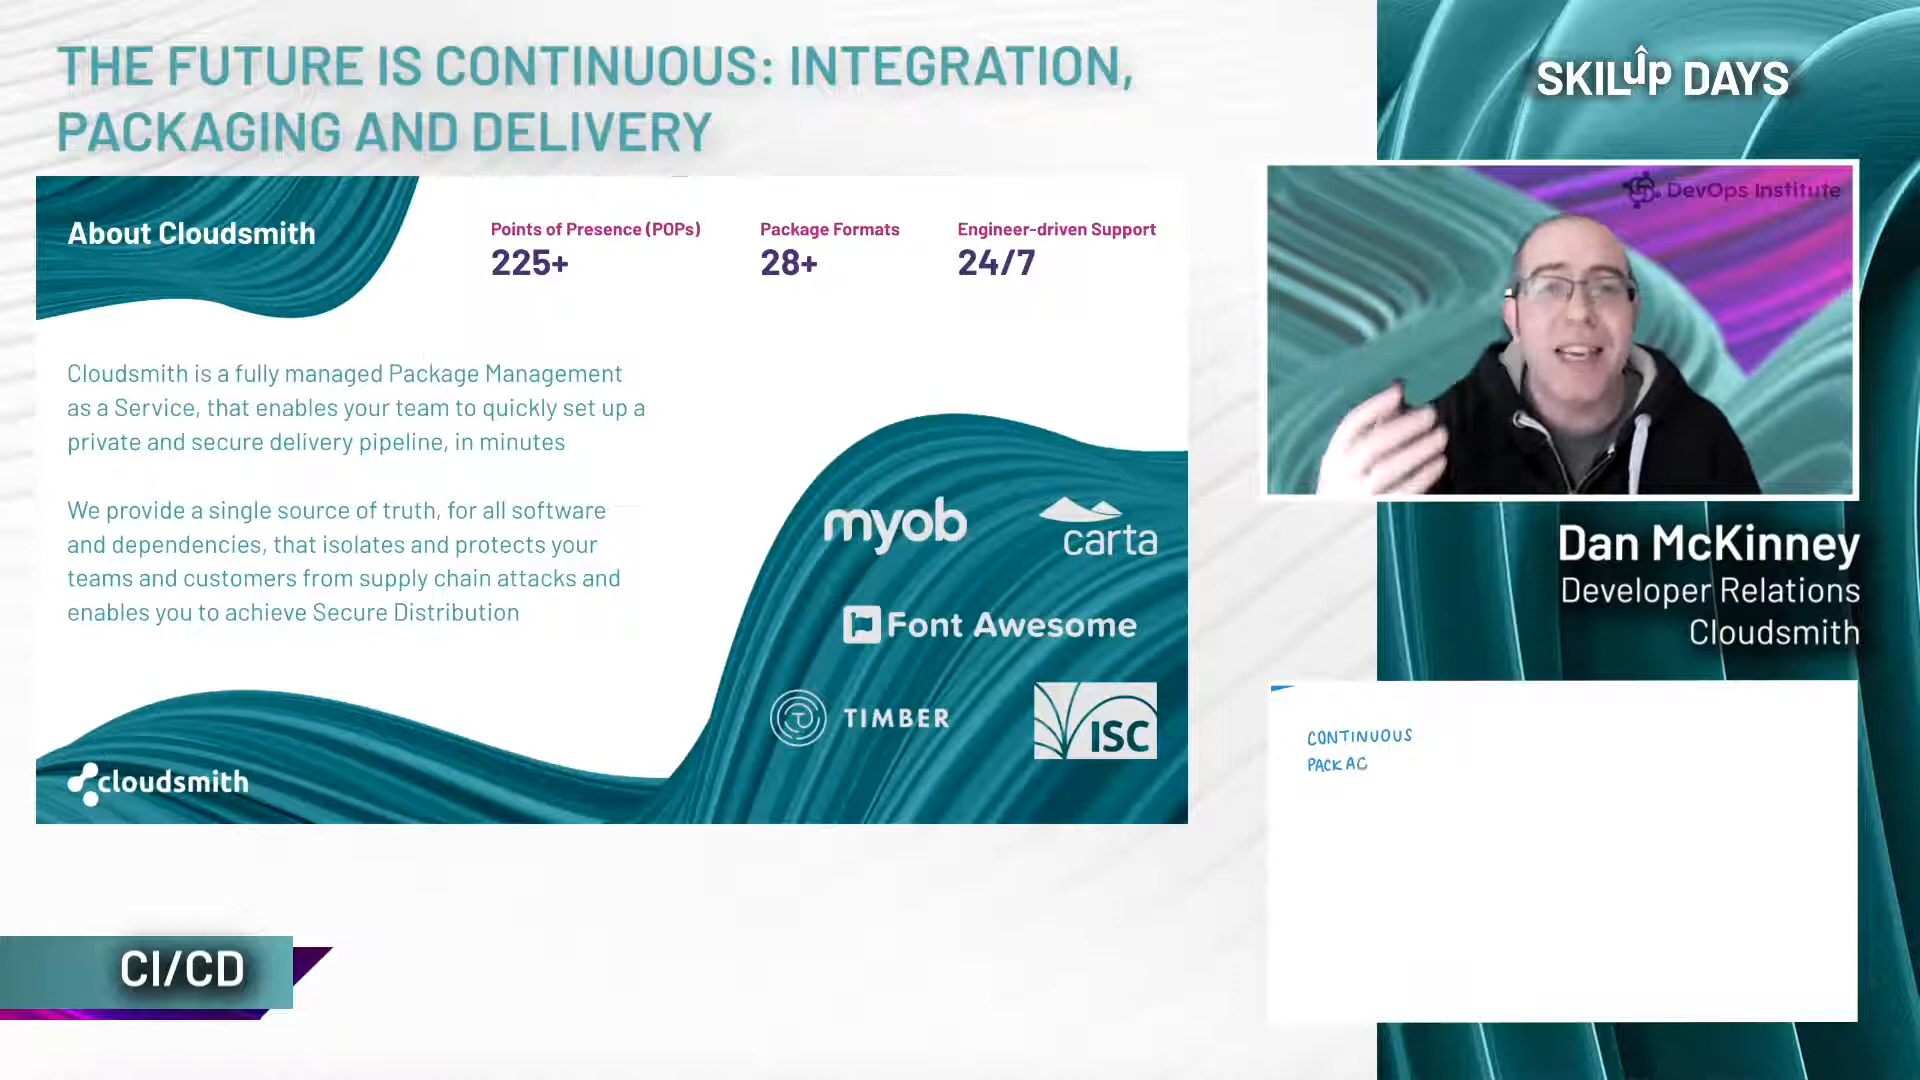 THE FUTURE IS CONTINUOUS: INTEGRATION,
PACKAGING AND DELIVERY
SKILup DAYS
About Cloudsmith
Points of Presence (POPs)
225+
Package Formats
28+
Engineer-driven Support
24/7
Cloudsmith is a fully managed Package Management
as a Service, that enables your team to quickly set up a
private and secure delivery pipeline, in minutes
We provide a single source of truth, for all software
and dependencies, that isolates and protects your
teams and customers from supply chain attacks and
enables you to achieve Secure Distribution
myob
carta
Font Awesome
TIMBER
ISC
cloudsmith
DevOps Institute
Dan McKinney
Developer Relations
Cloudsmith
CONTINUOUS
PACKAG
CI/CD